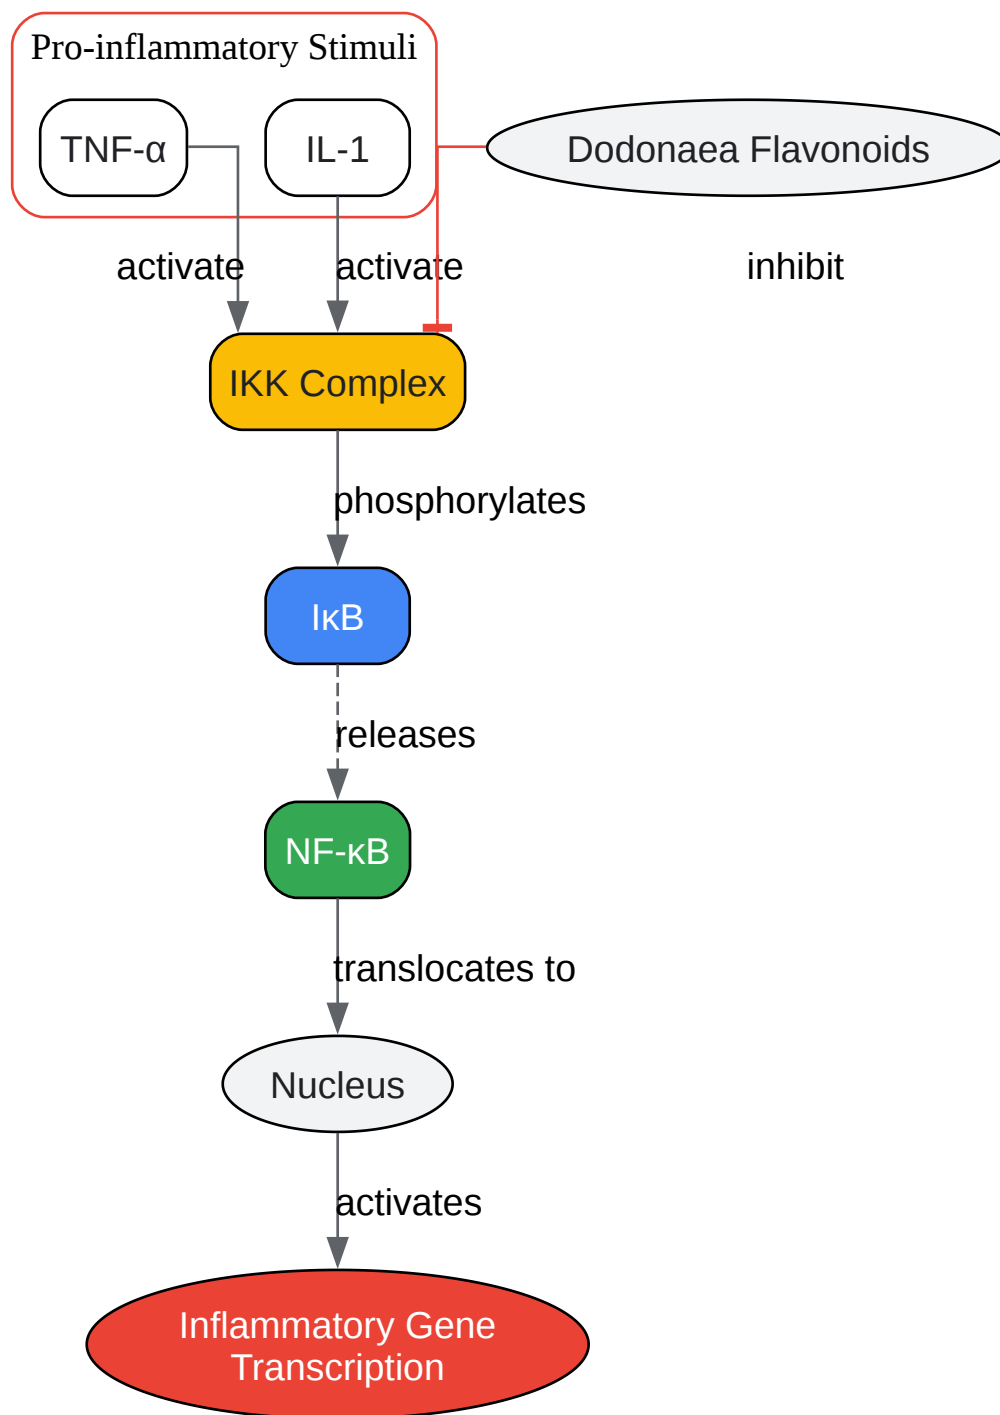 Pro-inflammatory Stimuli
TNF-α
IL-1
Dodonaea Flavonoids
activate
activate
inhibit
IKK Complex
phosphorylates
IκB
releases
NF-κB
translocates to
Nucleus
activates
Inflammatory Gene
Transcription